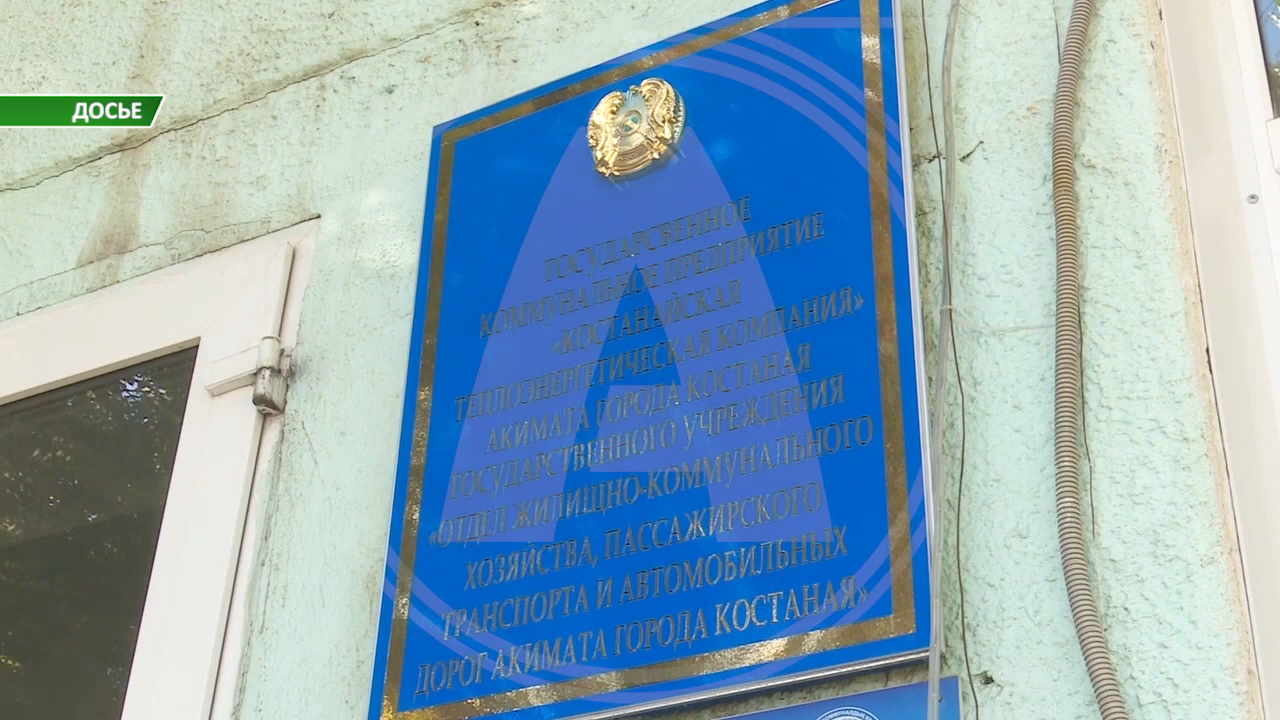 ДОСЬЕ
ГОСУДАРСВЕННОЕ
КОММУНАЛЬНОЕ ПРЕДПРИЯТИЕ
«КОСТАНАЙСКАЯ
ТЕПЛОЭНЕРГЕТИЧЕСКАЯ КОМПАНИЯ»
АКИМАТА ГОРОДА КОСТАНАЯ
ГОСУДАРСТВЕННОГО УЧРЕЖДЕНИЯ
«ОТДЕЛ ЖИЛИЩНО-КОММУНАЛЬНОГО
ХОЗЯЙСТВА, ПАССАЖИРСКОГО
ТРАНСПОРТА И АВТОМОБИЛЬНЫХ
ДОРОГ АКИМАТА ГОРОДА КОСТАНАЯ»